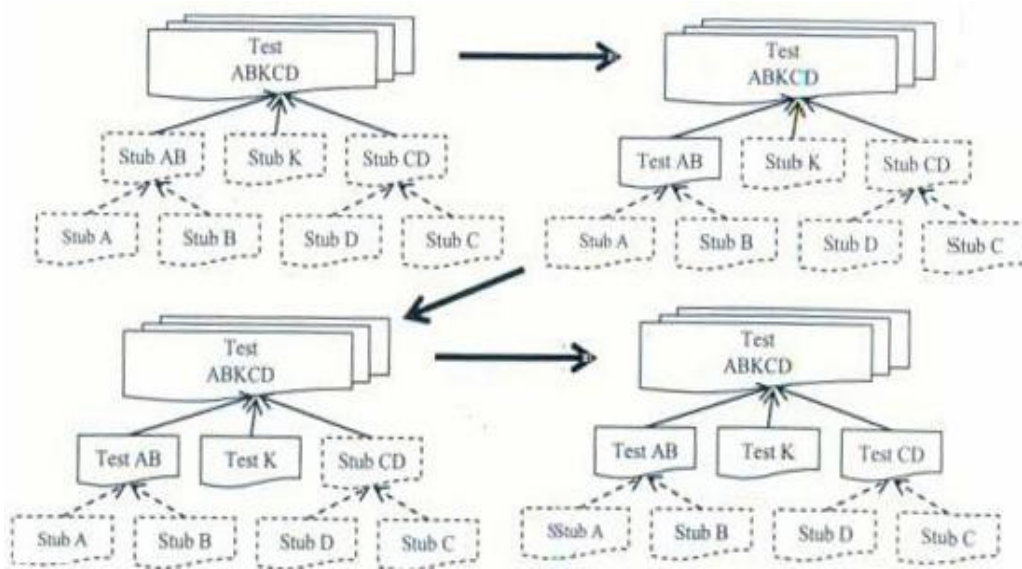 Test
ABKCD
Test
ABKCD
Stub AB
Stub K
Stub CD
Test AB
Stub K
Stub CD
Stub A
Stub B
Stub D
Stub C
Stub A
Stub B
Stub D
SStub C
Test
ABKCD
Test
ABKCD
Test AB
Test K
Stub CD
Test AB
Test K
Test CD
Stub A
Stub B
Stub D
Stub C
SStub A
Stub B
Stub D
Stub C